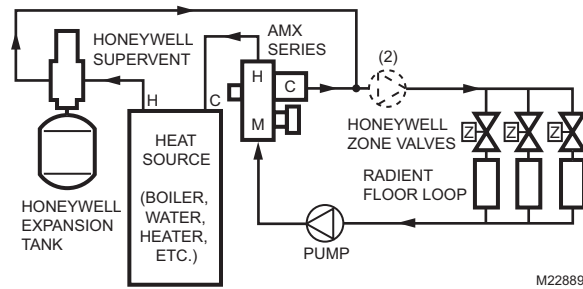 HONEYWELL
SUPERVENT
AMX
SERIES
(2)
H
C
H
C
M
HEAT
SOURCE
(BOILER,
WATER,
HEATER,
ETC.)
HONEYWELL
ZONE VALVES
Z
Z
Z
RADIENT
FLOOR LOOP
HONEYWELL
EXPANSION
TANK
PUMP
M22889